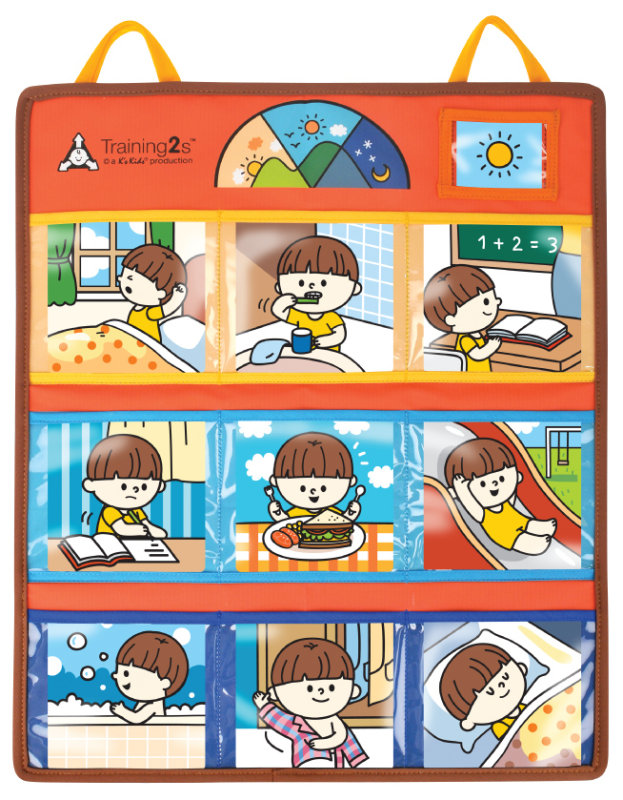 Training2s™
© a K's Kids® production
1 + 2 = 3